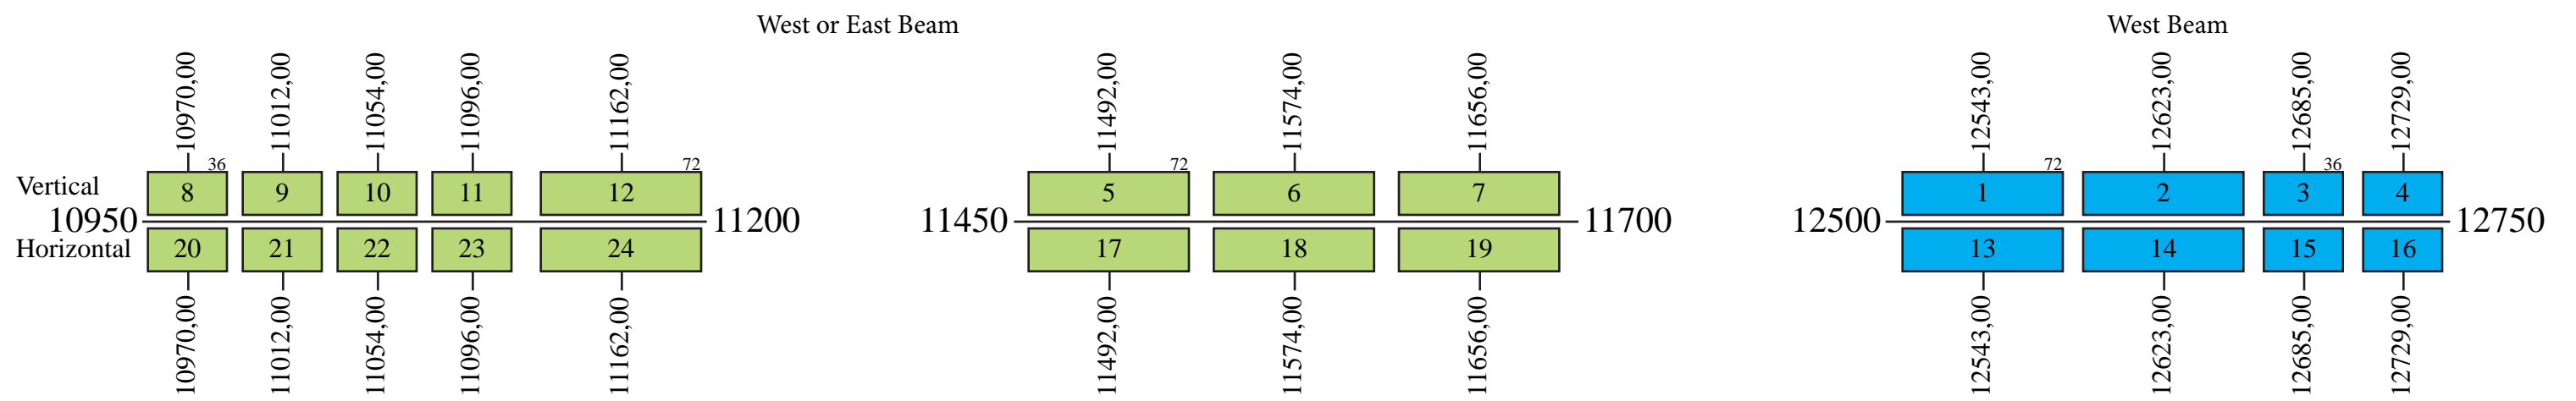 West or East Beam
West Beam
10970,00 11012,00 11054,00 11096,00 11162,00 11492,00 11574,00 11656,00 12543,00 12623,00 12685,00 12729,00
36 72 72 72 36
Vertical 8 9 10 11 12 5 6 7 1 2 3 4
10950 11200 11450 11700 12500 12750
Horizontal 20 21 22 23 24 17 18 19 13 14 15 16
10970,00 11012,00 11054,00 11096,00 11162,00 11492,00 11574,00 11656,00 12543,00 12623,00 12685,00 12729,00